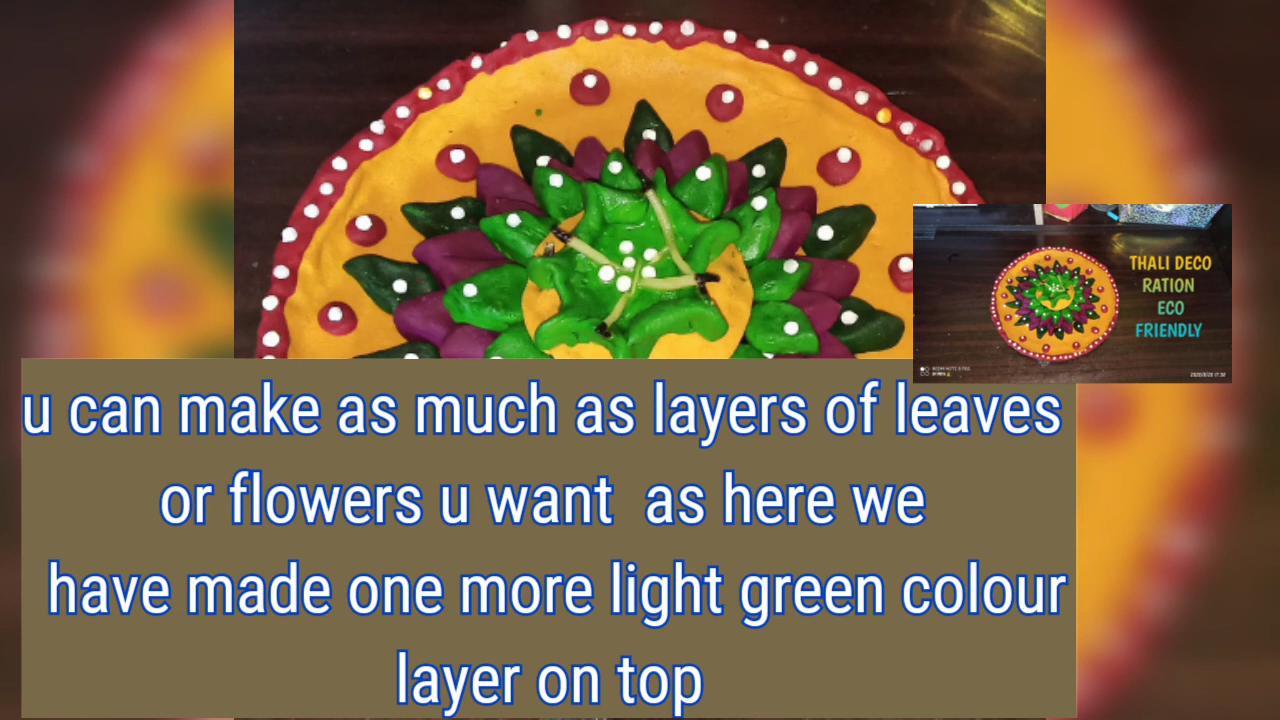 THALI DECO
RATION
ECO
FRIENDLY
u can make as much as layers of leaves
or flowers u want  as here we
have made one more light green colour
layer on top